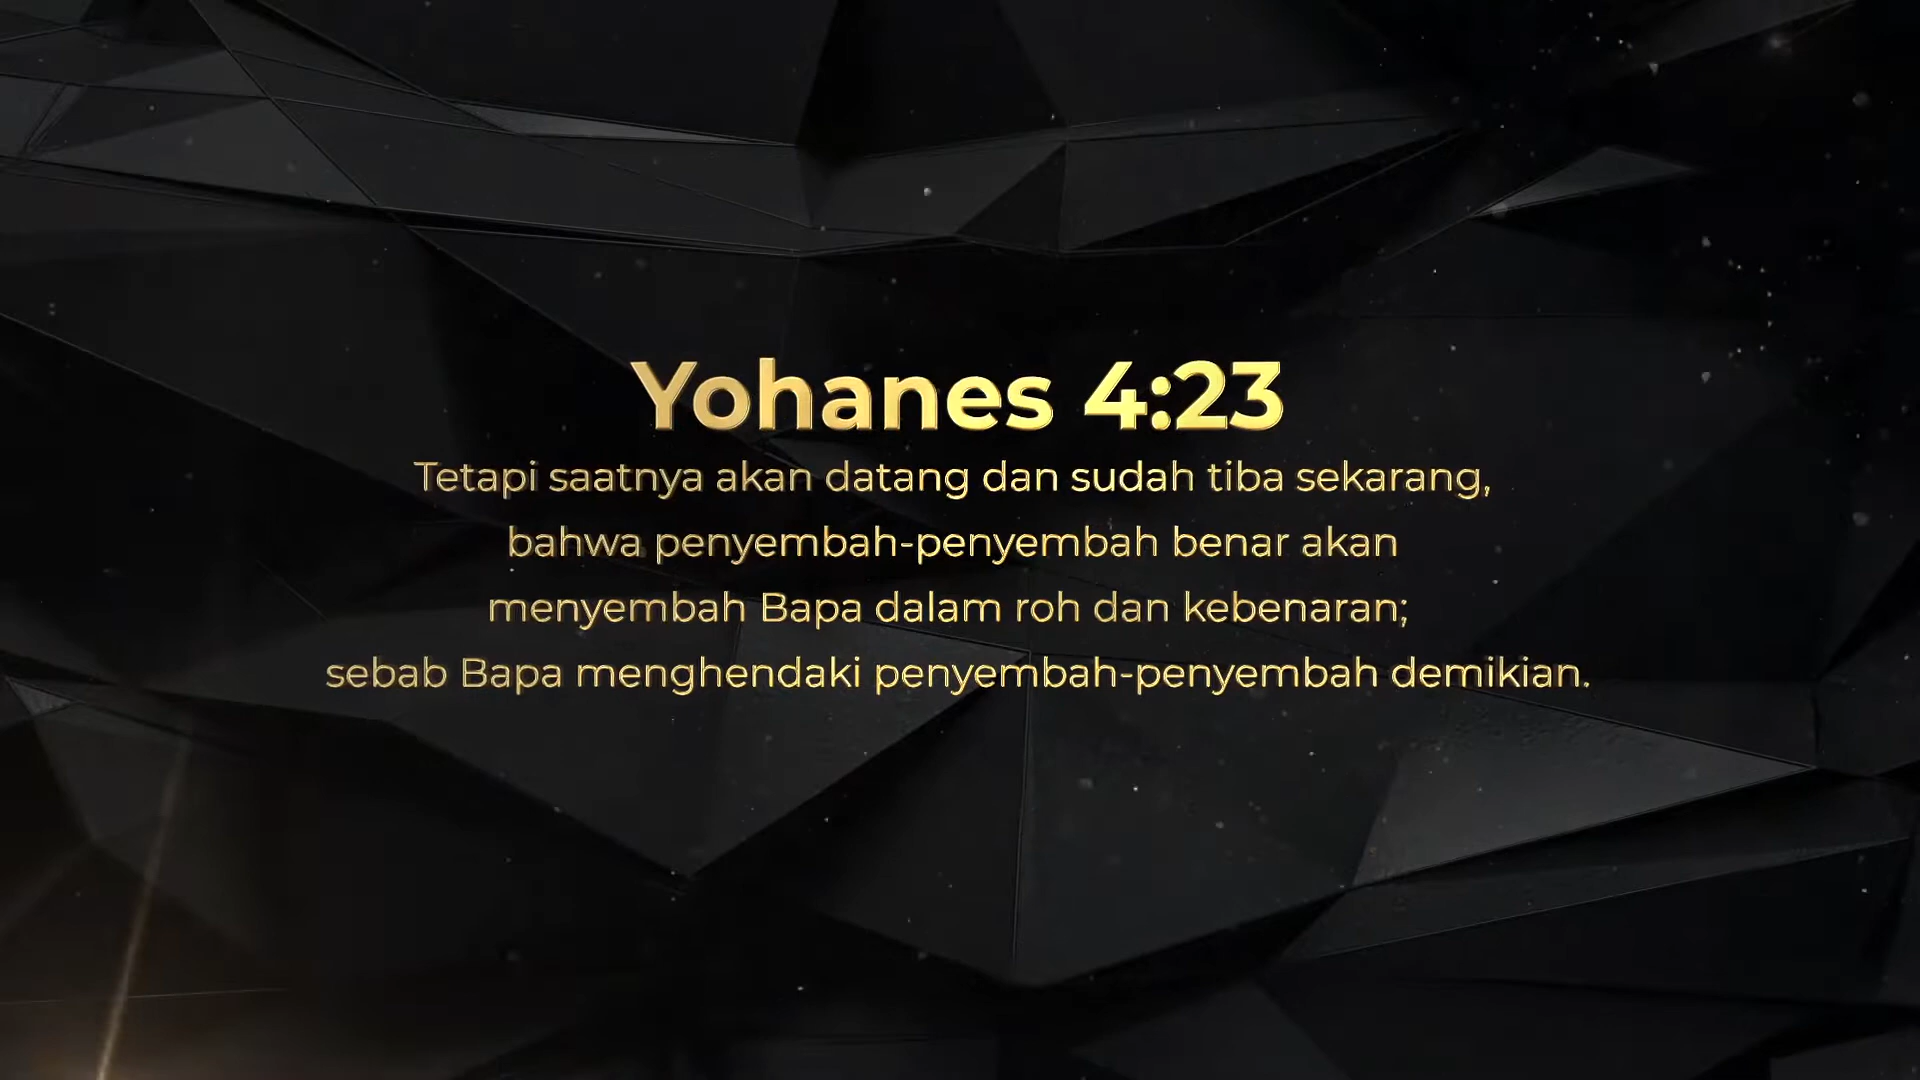 Yohanes 4:23
Tetapi saatnya akan datang dan sudah tiba sekarang,
bahwa penyembah-penyembah benar akan
menyembah Bapa dalam roh dan kebenaran;
sebab Bapa menghendaki penyembah-penyembah demikian.